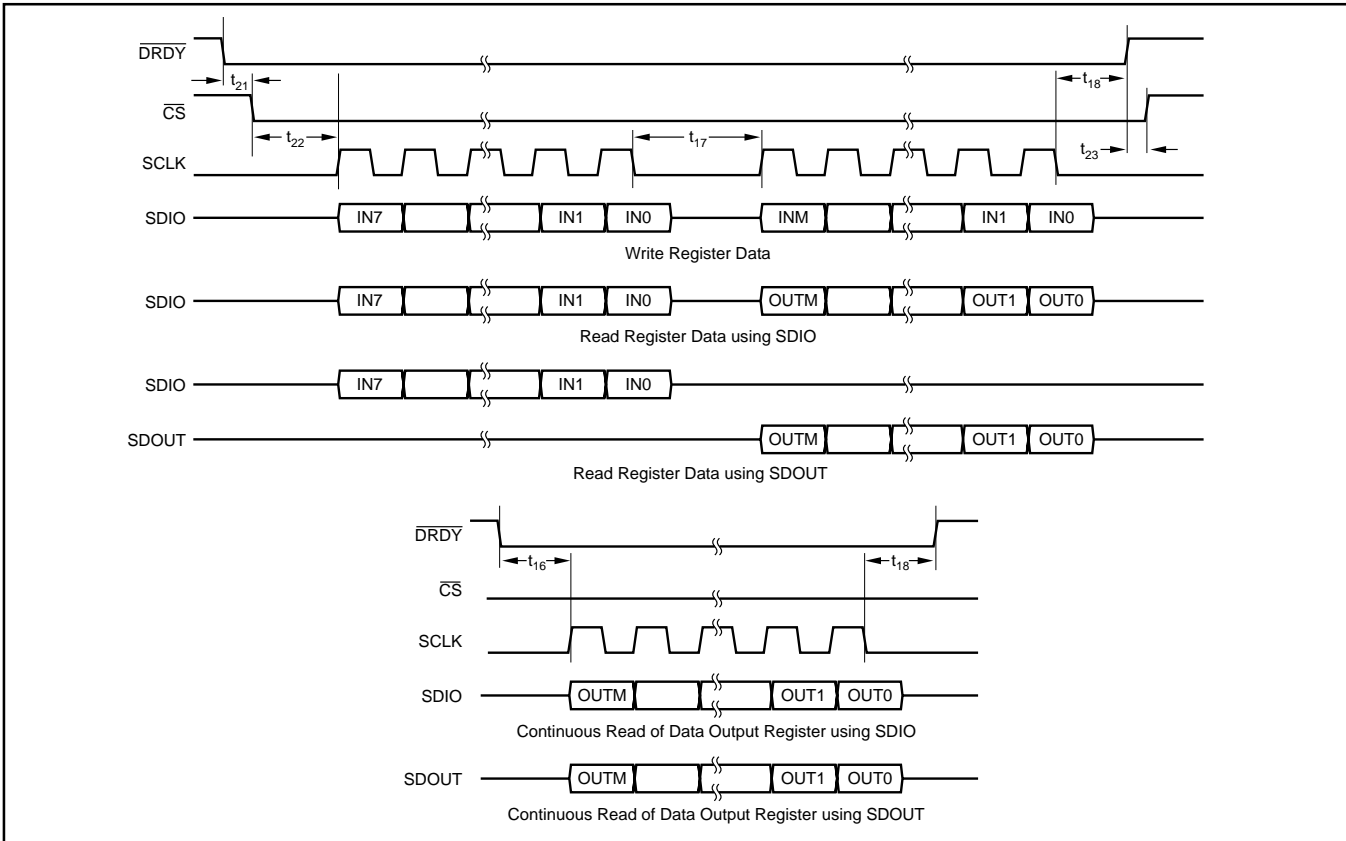 DRDY
t21
t18
CS
t22
t17
t23
SCLK
SDIO IN7 IN1 IN0 INM IN1 IN0
Write Register Data
SDIO IN7 IN1 IN0 OUTM OUT1 OUT0
Read Register Data using SDIO
SDIO IN7 IN1 IN0
SDOUT OUTM OUT1 OUT0
Read Register Data using SDOUT
DRDY
t16 t18
CS
SCLK
SDIO OUTM OUT1 OUT0
Continuous Read of Data Output Register using SDIO
SDOUT OUTM OUT1 OUT0
Continuous Read of Data Output Register using SDOUT